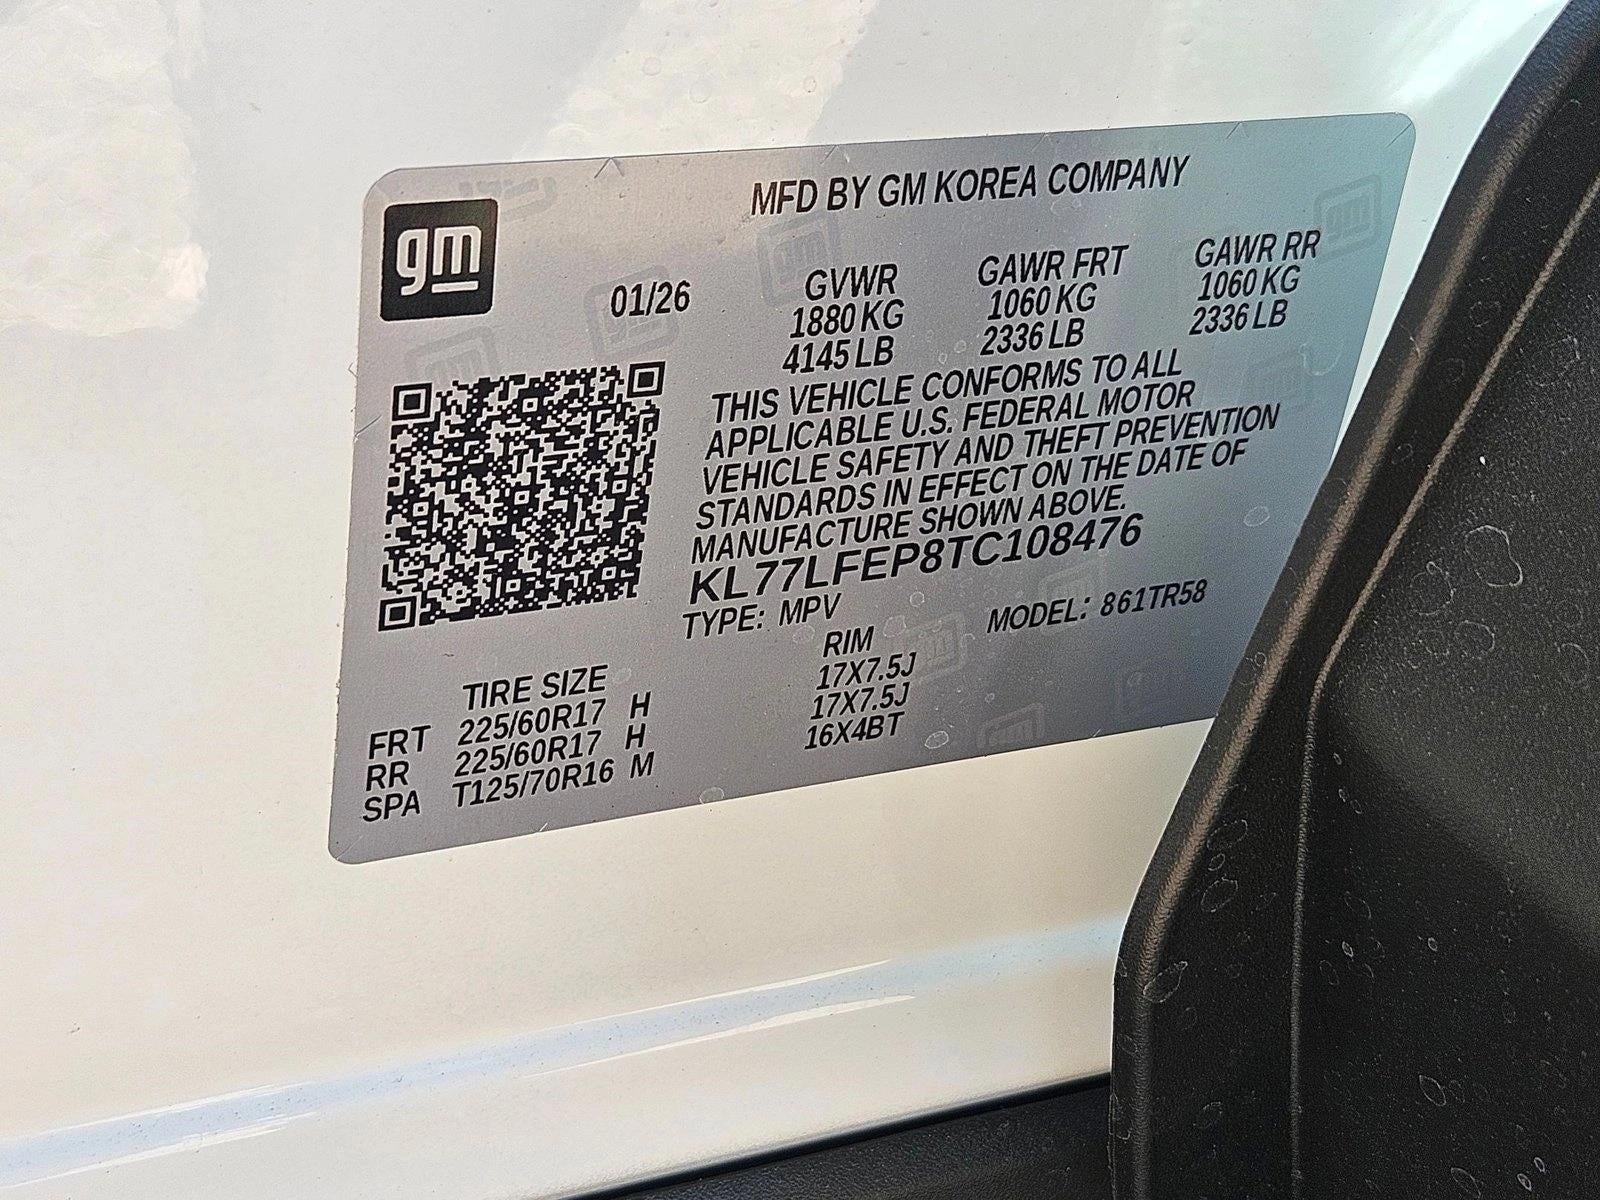 gm
MFD BY GM KOREA COMPANY
01/26
GVWR GAWR FRT GAWR RR
1880 KG 1060 KG 1060 KG
4145 LB 2336 LB 2336 LB
THIS VEHICLE CONFORMS TO ALL
APPLICABLE U.S. FEDERAL MOTOR
VEHICLE SAFETY AND THEFT PREVENTION
STANDARDS IN EFFECT ON THE DATE OF
MANUFACTURE SHOWN ABOVE.
KL77LFEP8TC108476
TYPE: MPV MODEL: 861TR58
TIRE SIZE RIM
FRT 225/60R17 H 17X7.5J
RR 225/60R17 H 17X7.5J
SPA T125/70R16 M 16X4BT